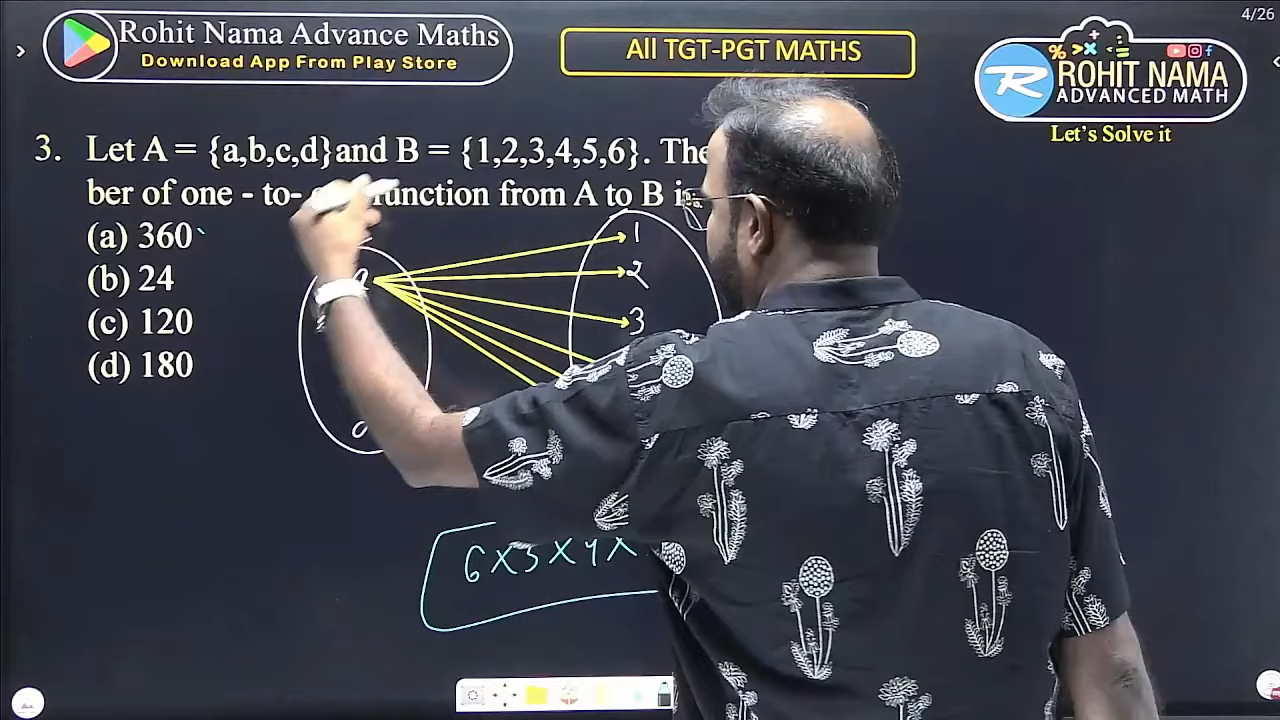 4/26
Rohit Nama Advance Maths
Download App From Play Store
All TGT-PGT MATHS
ROHIT NAMA
ADVANCED MATH
Let's Solve it
3. Let A = {a,b,c,d}and B = {1,2,3,4,5,6}. The
ber of one - to- function from A to B is
(a) 360
(b) 24
(c) 120
(d) 180
1
2
3
6×5×4×